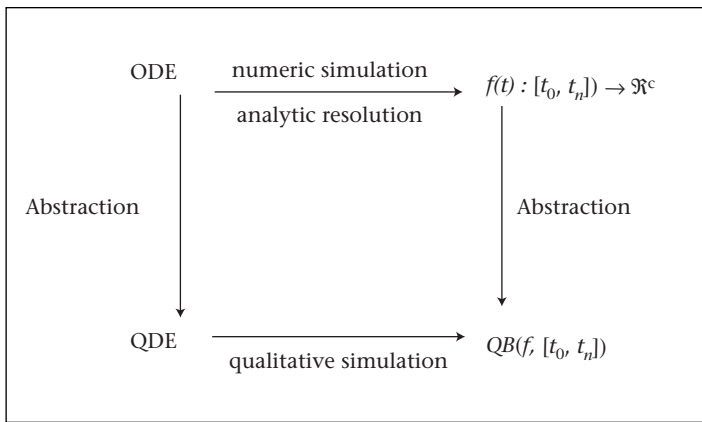 ODE
numeric simulation
analytic resolution
f(t) : [t₀, tₙ]) → ℜᶜ
Abstraction
Abstraction
QDE
qualitative simulation
QB(f, [t₀, tₙ])